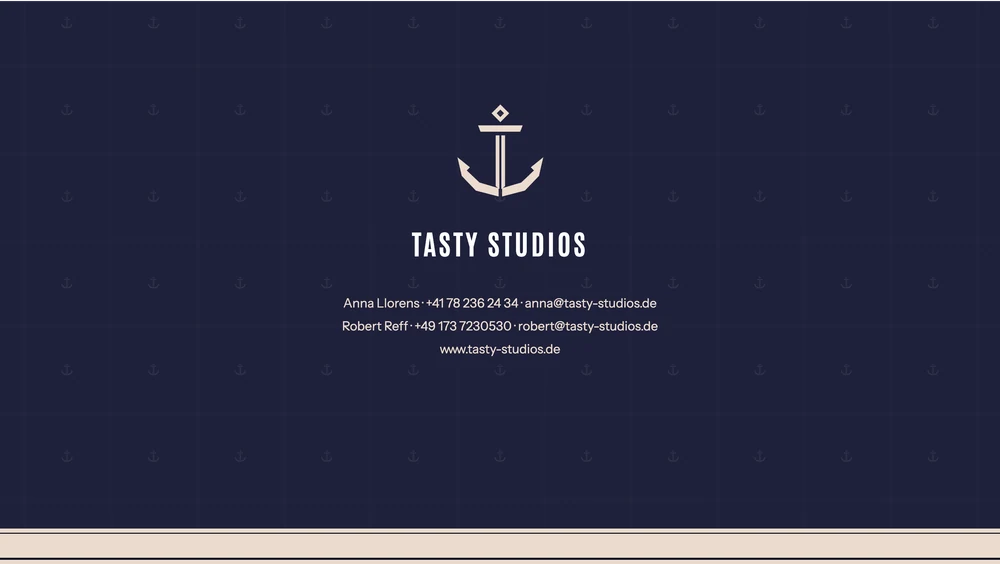 TASTY STUDIOS
Anna Llorens · +41 78 236 24 34 · anna@tasty-studios.de
Robert Reff · +49 173 7230530 · robert@tasty-studios.de
www.tasty-studios.de